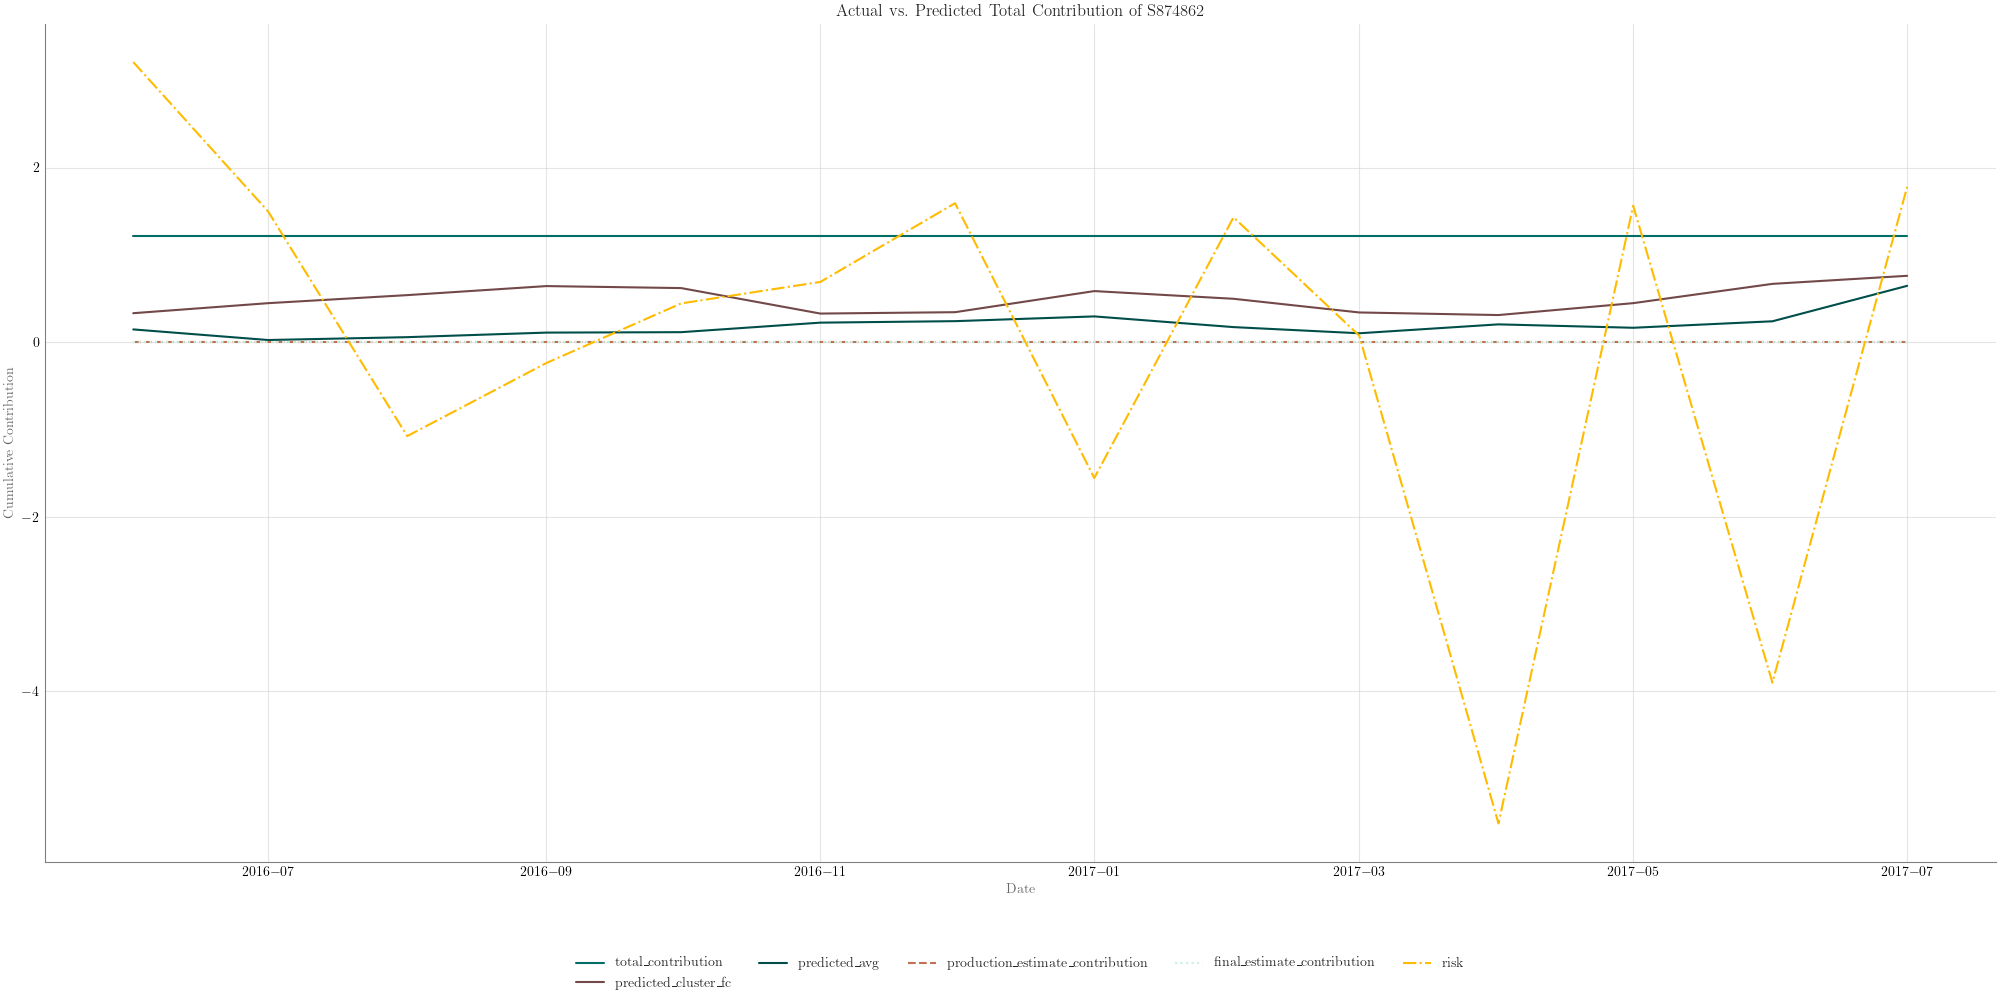 Actual vs. Predicted Total Contribution of S874862
Cumulative Contribution
2
0
−2
−4
2016−07 2016−09 2016−11 2017−01 2017−03 2017−05 2017−07
Date
total_contribution predicted_avg production_estimate_contribution final_estimate_contribution risk
predicted_cluster_fc